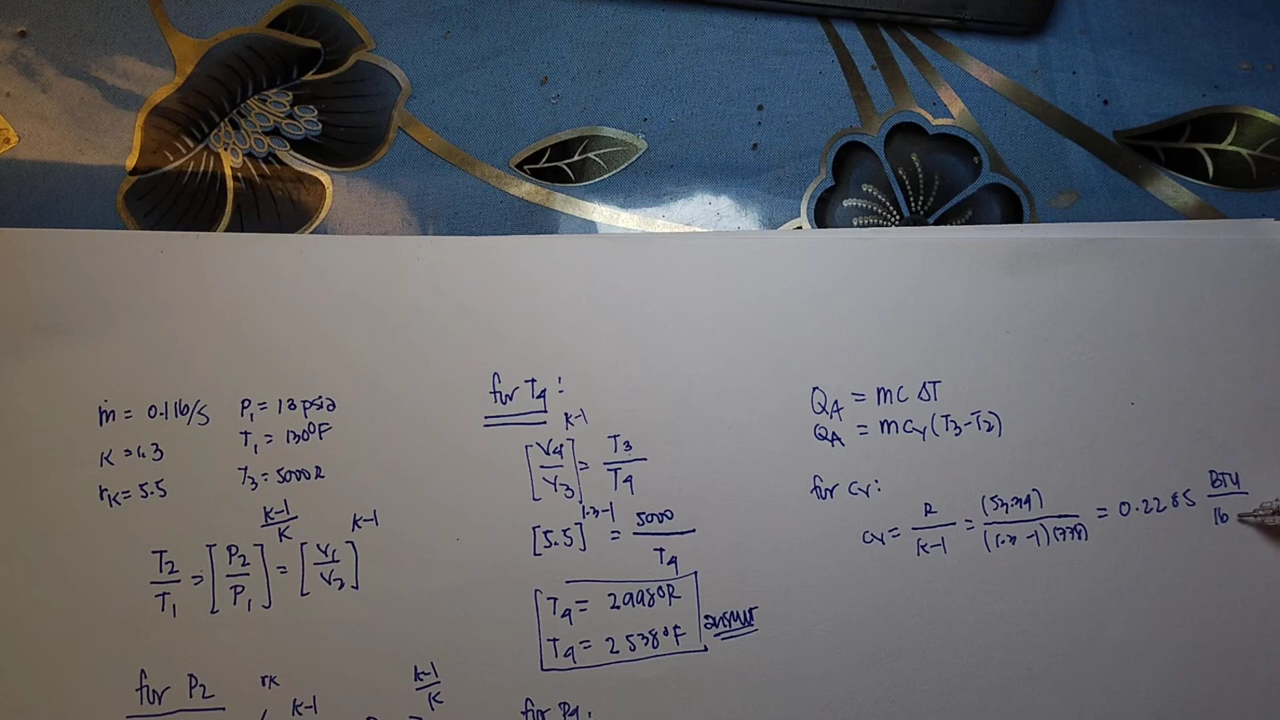 ṁ = 0.1 lb/s P₁ = 13 psia
K = 1.3 T₁ = 130°F
rK = 5.5 T₃ = 5000R
T₂/T₁ = [P₂/P₁]^(K-1/K) = [V₁/V₂]^(K-1)
for P₂
rK K-1 K-1/K
for T₄:
[V₄/V₃]^(K-1) = T₃/T₄
[5.5]^(1.3-1) = 5000/T₄
T₄ = 2998°R
T₄ = 2538°F answer
for P₄:
QA = mc ΔT
QA = mcv(T₃-T₂)
for cv:
cv = R/(K-1) = (53.34)/(1.3-1)(778) = 0.2285 BTU/lb